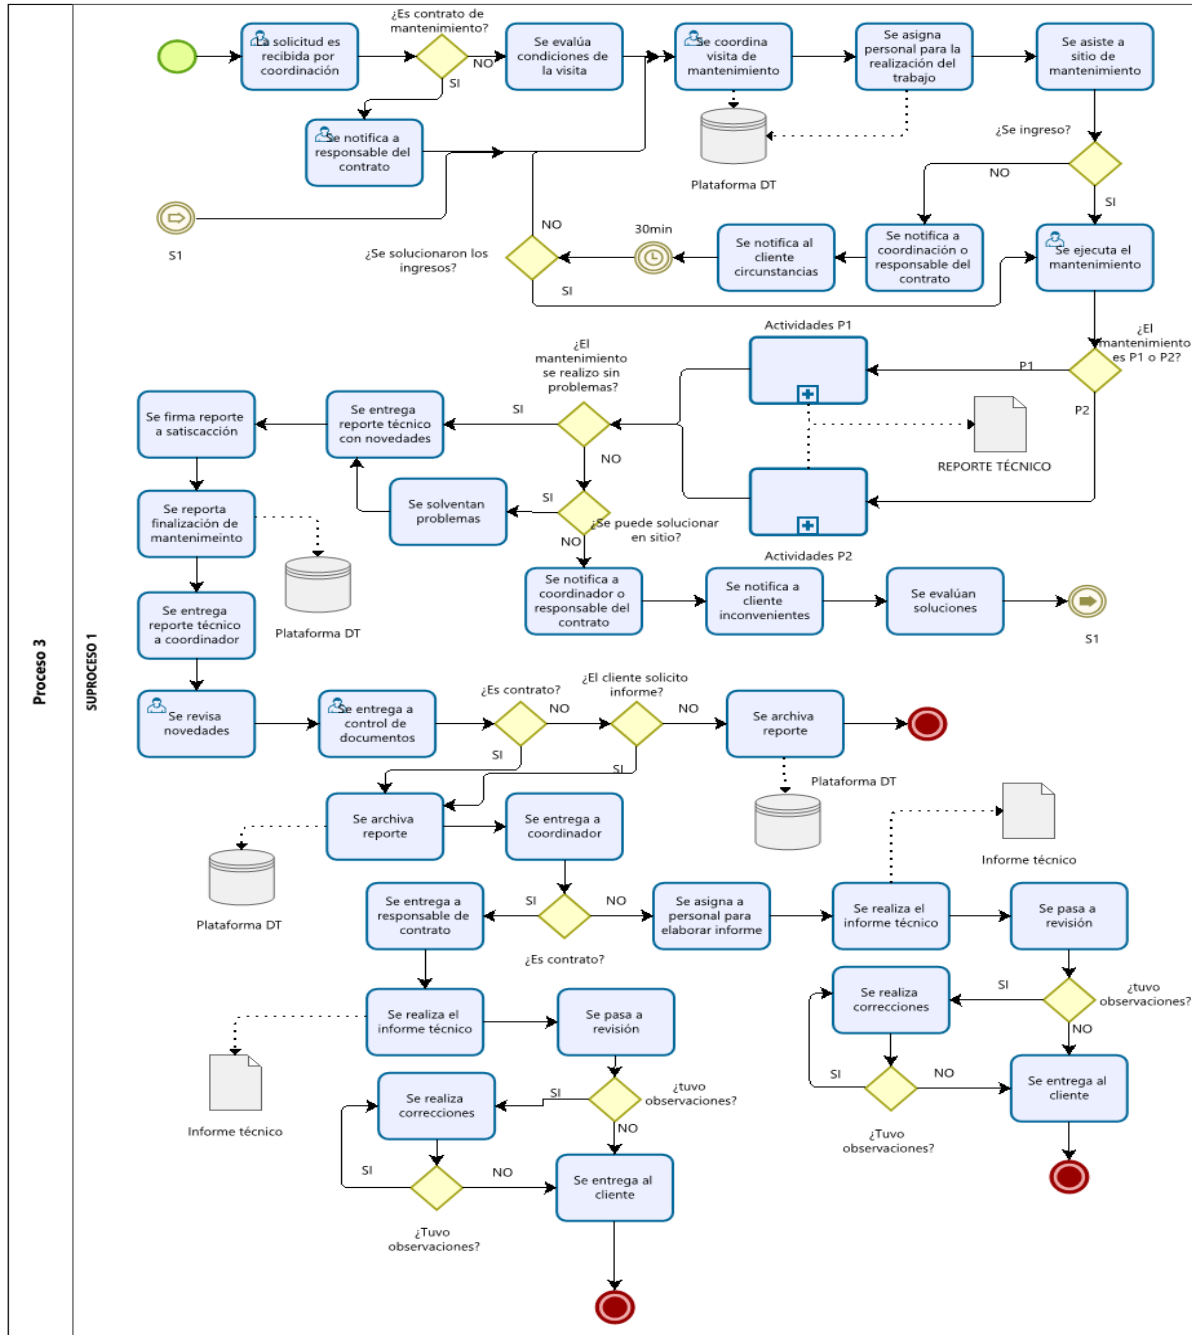 ¿Es contrato de
mantenimiento?
La solicitud es
recibida por
coordinación
NO
SI
Se evalúa
condiciones de
la visita
Se coordina
visita de
mantenimiento
Se asigna
personal para la
realización del
trabajo
Se asiste a
sitio de
mantenimiento
Se notifica a
responsable del
contrato
Plataforma DT
¿Se ingreso?
NO
SI
S1
¿Se solucionaron los
ingresos?
NO
SI
30min
Se notifica al
cliente
circunstancias
Se notifica a
coordinación o
responsable del
contrato
Se ejecuta el
mantenimiento
¿El
mantenimiento
es P1 o P2?
P1
P2
Actividades P1
REPORTE TÉCNICO
Actividades P2
¿El
mantenimiento
se realizo sin
problemas?
SI
NO
Se entrega
reporte técnico
con novedades
Se firma reporte
a satiscacción
Se solventan
problemas
SI
¿Se puede solucionar
en sitio?
NO
Se reporta
finalización de
mantenimeinto
Plataforma DT
Se notifica a
coordinador o
responsable del
contrato
Se notifica a
cliente
inconvenientes
Se evalúan
soluciones
S1
Se entrega
reporte técnico
a coordinador
Proceso 3
SUPROCESO 1
Se revisa
novedades
Se entrega a
control de
documentos
¿Es contrato?
NO
SI
¿El cliente solicito
informe?
NO
SI
Se archiva
reporte
Plataforma DT
Se archiva
reporte
Plataforma DT
Se entrega a
coordinador
Informe técnico
Se entrega a
responsable de
contrato
SI
NO
¿Es contrato?
Se asigna a
personal para
elaborar informe
Se realiza el
informe técnico
Se pasa a
revisión
Se realiza
correcciones
SI
¿tuvo
observaciones?
NO
SI
NO
¿Tuvo
observaciones?
Se entrega al
cliente
Se realiza el
informe técnico
Se pasa a
revisión
Informe técnico
Se realiza
correcciones
SI
¿tuvo
observaciones?
NO
SI
NO
¿Tuvo
observaciones?
Se entrega al
cliente